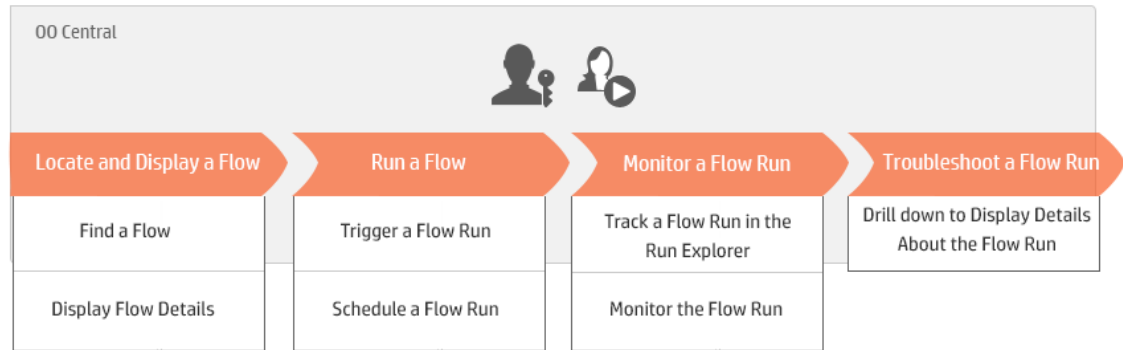 OO Central
Locate and Display a Flow
Run a Flow
Monitor a Flow Run
Troubleshoot a Flow Run
Find a Flow
Trigger a Flow Run
Track a Flow Run in the
Run Explorer
Drill down to Display Details
About the Flow Run
Display Flow Details
Schedule a Flow Run
Monitor the Flow Run